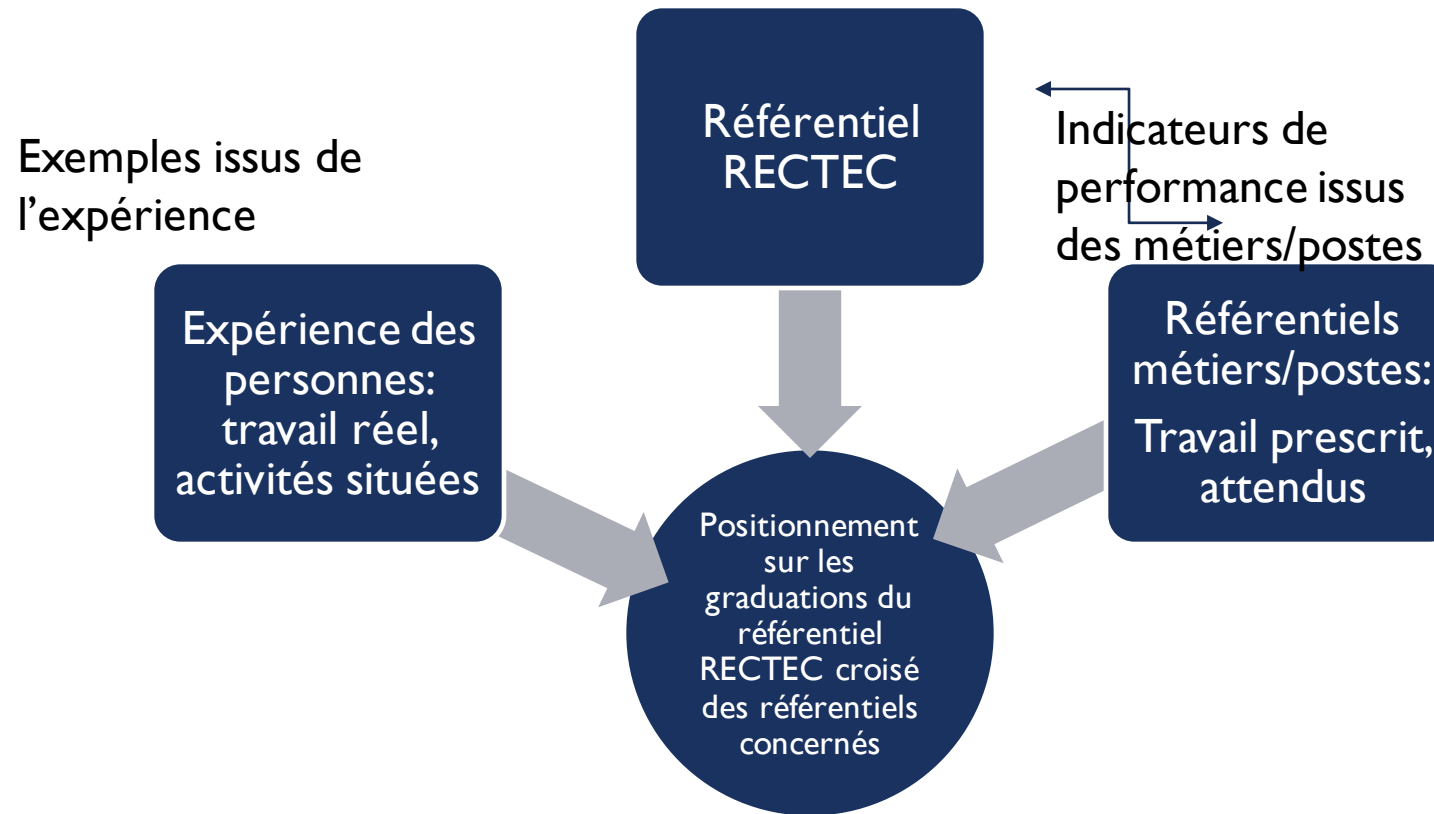 Référentiel
RECTEC
Exemples issus de
l’expérience
Indicateurs de
performance issus
des métiers/postes
Expérience des
personnes:
travail réel,
activités situées
Référentiels
métiers/postes:
Travail prescrit,
attendus
Positionnement
sur les
graduations du
référentiel
RECTEC croisé
des référentiels
concernés